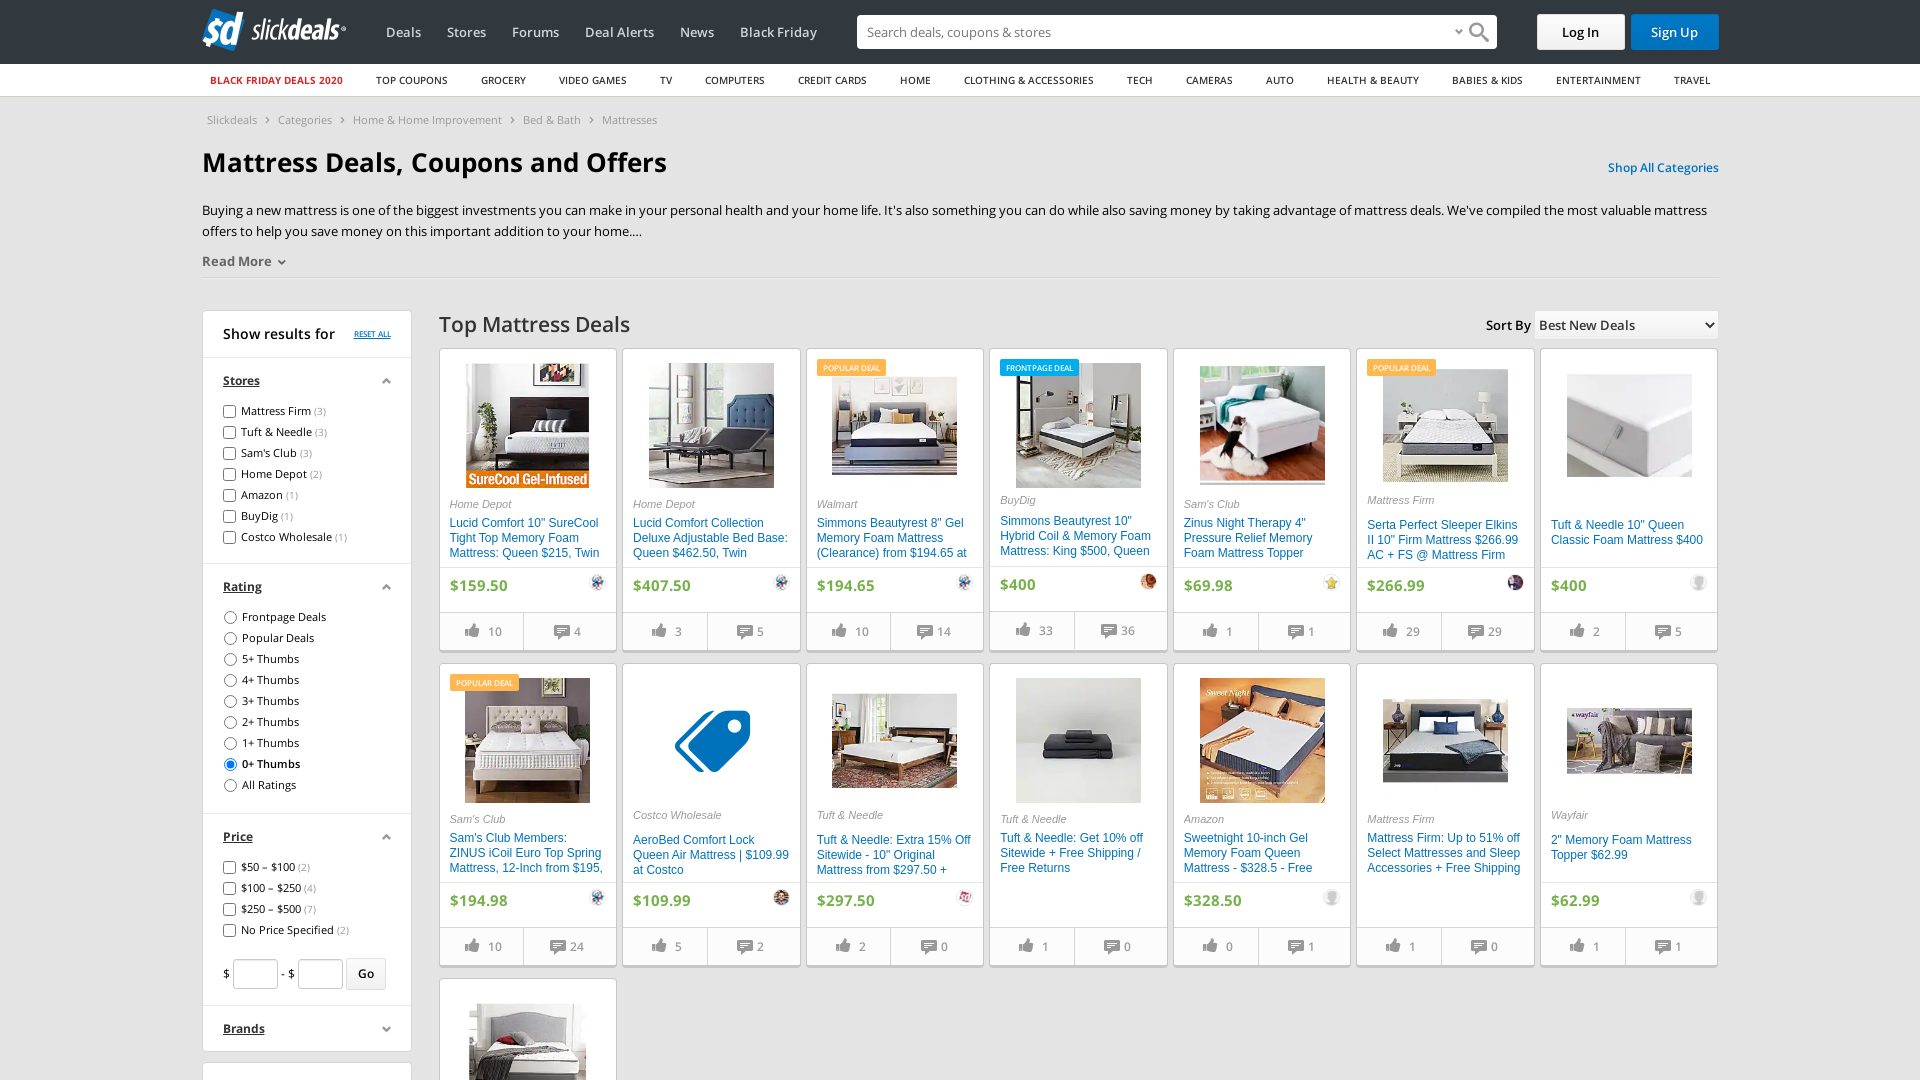 sd slickdeals
Deals
Stores
Forums
Deal Alerts
News
Black Friday
Search deals, coupons & stores
Log In
Sign Up
BLACK FRIDAY DEALS 2020
TOP COUPONS
GROCERY
VIDEO GAMES
TV
COMPUTERS
CREDIT CARDS
HOME
CLOTHING & ACCESSORIES
TECH
CAMERAS
AUTO
HEALTH & BEAUTY
BABIES & KIDS
ENTERTAINMENT
TRAVEL
Slickdeals > Categories > Home & Home Improvement > Bed & Bath > Mattresses
Mattress Deals, Coupons and Offers
Shop All Categories
Buying a new mattress is one of the biggest investments you can make in your personal health and your home life. It's also something you can do while also saving money by taking advantage of mattress deals. We've compiled the most valuable mattress
offers to help you save money on this important addition to your home....
Read More
Show results for
RESET ALL
Stores
Mattress Firm (3)
Tuft & Needle (3)
Sam's Club (3)
Home Depot (2)
Amazon (1)
BuyDig (1)
Costco Wholesale (1)
Rating
Frontpage Deals
Popular Deals
5+ Thumbs
4+ Thumbs
3+ Thumbs
2+ Thumbs
1+ Thumbs
0+ Thumbs
All Ratings
Price
$50 – $100 (2)
$100 – $250 (4)
$250 – $500 (7)
No Price Specified (2)
$ - $ Go
Brands
Top Mattress Deals
Sort By Best New Deals
SureCool Gel-Infused
Home Depot
Lucid Comfort 10" SureCool
Tight Top Memory Foam
Mattress: Queen $215, Twin
$159.50
10
4
Home Depot
Lucid Comfort Collection
Deluxe Adjustable Bed Base:
Queen $462.50, Twin
$407.50
3
5
POPULAR DEAL
Walmart
Simmons Beautyrest 8" Gel
Memory Foam Mattress
(Clearance) from $194.65 at
$194.65
10
14
FRONTPAGE DEAL
BuyDig
Simmons Beautyrest 10"
Hybrid Coil & Memory Foam
Mattress: King $500, Queen
$400
33
36
Sam's Club
Zinus Night Therapy 4"
Pressure Relief Memory
Foam Mattress Topper
$69.98
1
1
POPULAR DEAL
Mattress Firm
Serta Perfect Sleeper Elkins
II 10" Firm Mattress $266.99
AC + FS @ Mattress Firm
$266.99
29
29
Tuft & Needle 10" Queen
Classic Foam Mattress $400
$400
2
5
POPULAR DEAL
Sam's Club
Sam's Club Members:
ZINUS iCoil Euro Top Spring
Mattress, 12-Inch from $195,
$194.98
10
24
Costco Wholesale
AeroBed Comfort Lock
Queen Air Mattress | $109.99
at Costco
$109.99
5
2
Tuft & Needle
Tuft & Needle: Extra 15% Off
Sitewide - 10" Original
Mattress from $297.50 +
$297.50
2
0
Tuft & Needle
Tuft & Needle: Get 10% off
Sitewide + Free Shipping /
Free Returns
1
0
Sweet Night
Amazon
Sweetnight 10-inch Gel
Memory Foam Queen
Mattress - $328.5 - Free
$328.50
0
1
Mattress Firm
Mattress Firm: Up to 51% off
Select Mattresses and Sleep
Accessories + Free Shipping
1
0
wayfair
Wayfair
2" Memory Foam Mattress
Topper $62.99
$62.99
1
1